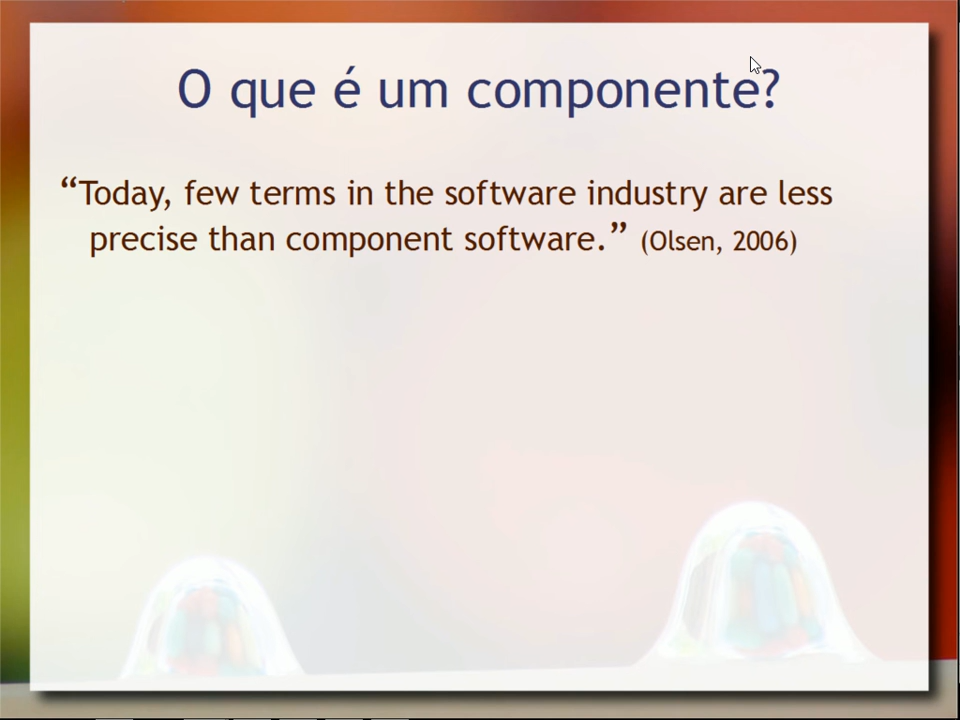 O que é um componente?
“Today, few terms in the software industry are less
precise than component software.” (Olsen, 2006)